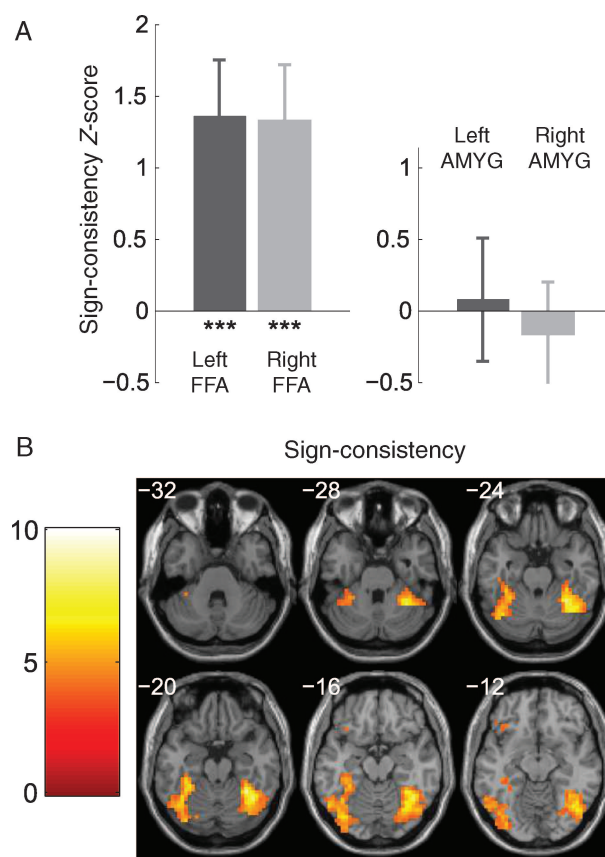 A
Sign-consistency Z-score
2
1.5
1
0.5
0
−0.5
***
***
Left
FFA
Right
FFA
Left
AMYG
Right
AMYG
1
0.5
0
−0.5
B
Sign-consistency
10
5
0
−32
−28
−24
−20
−16
−12